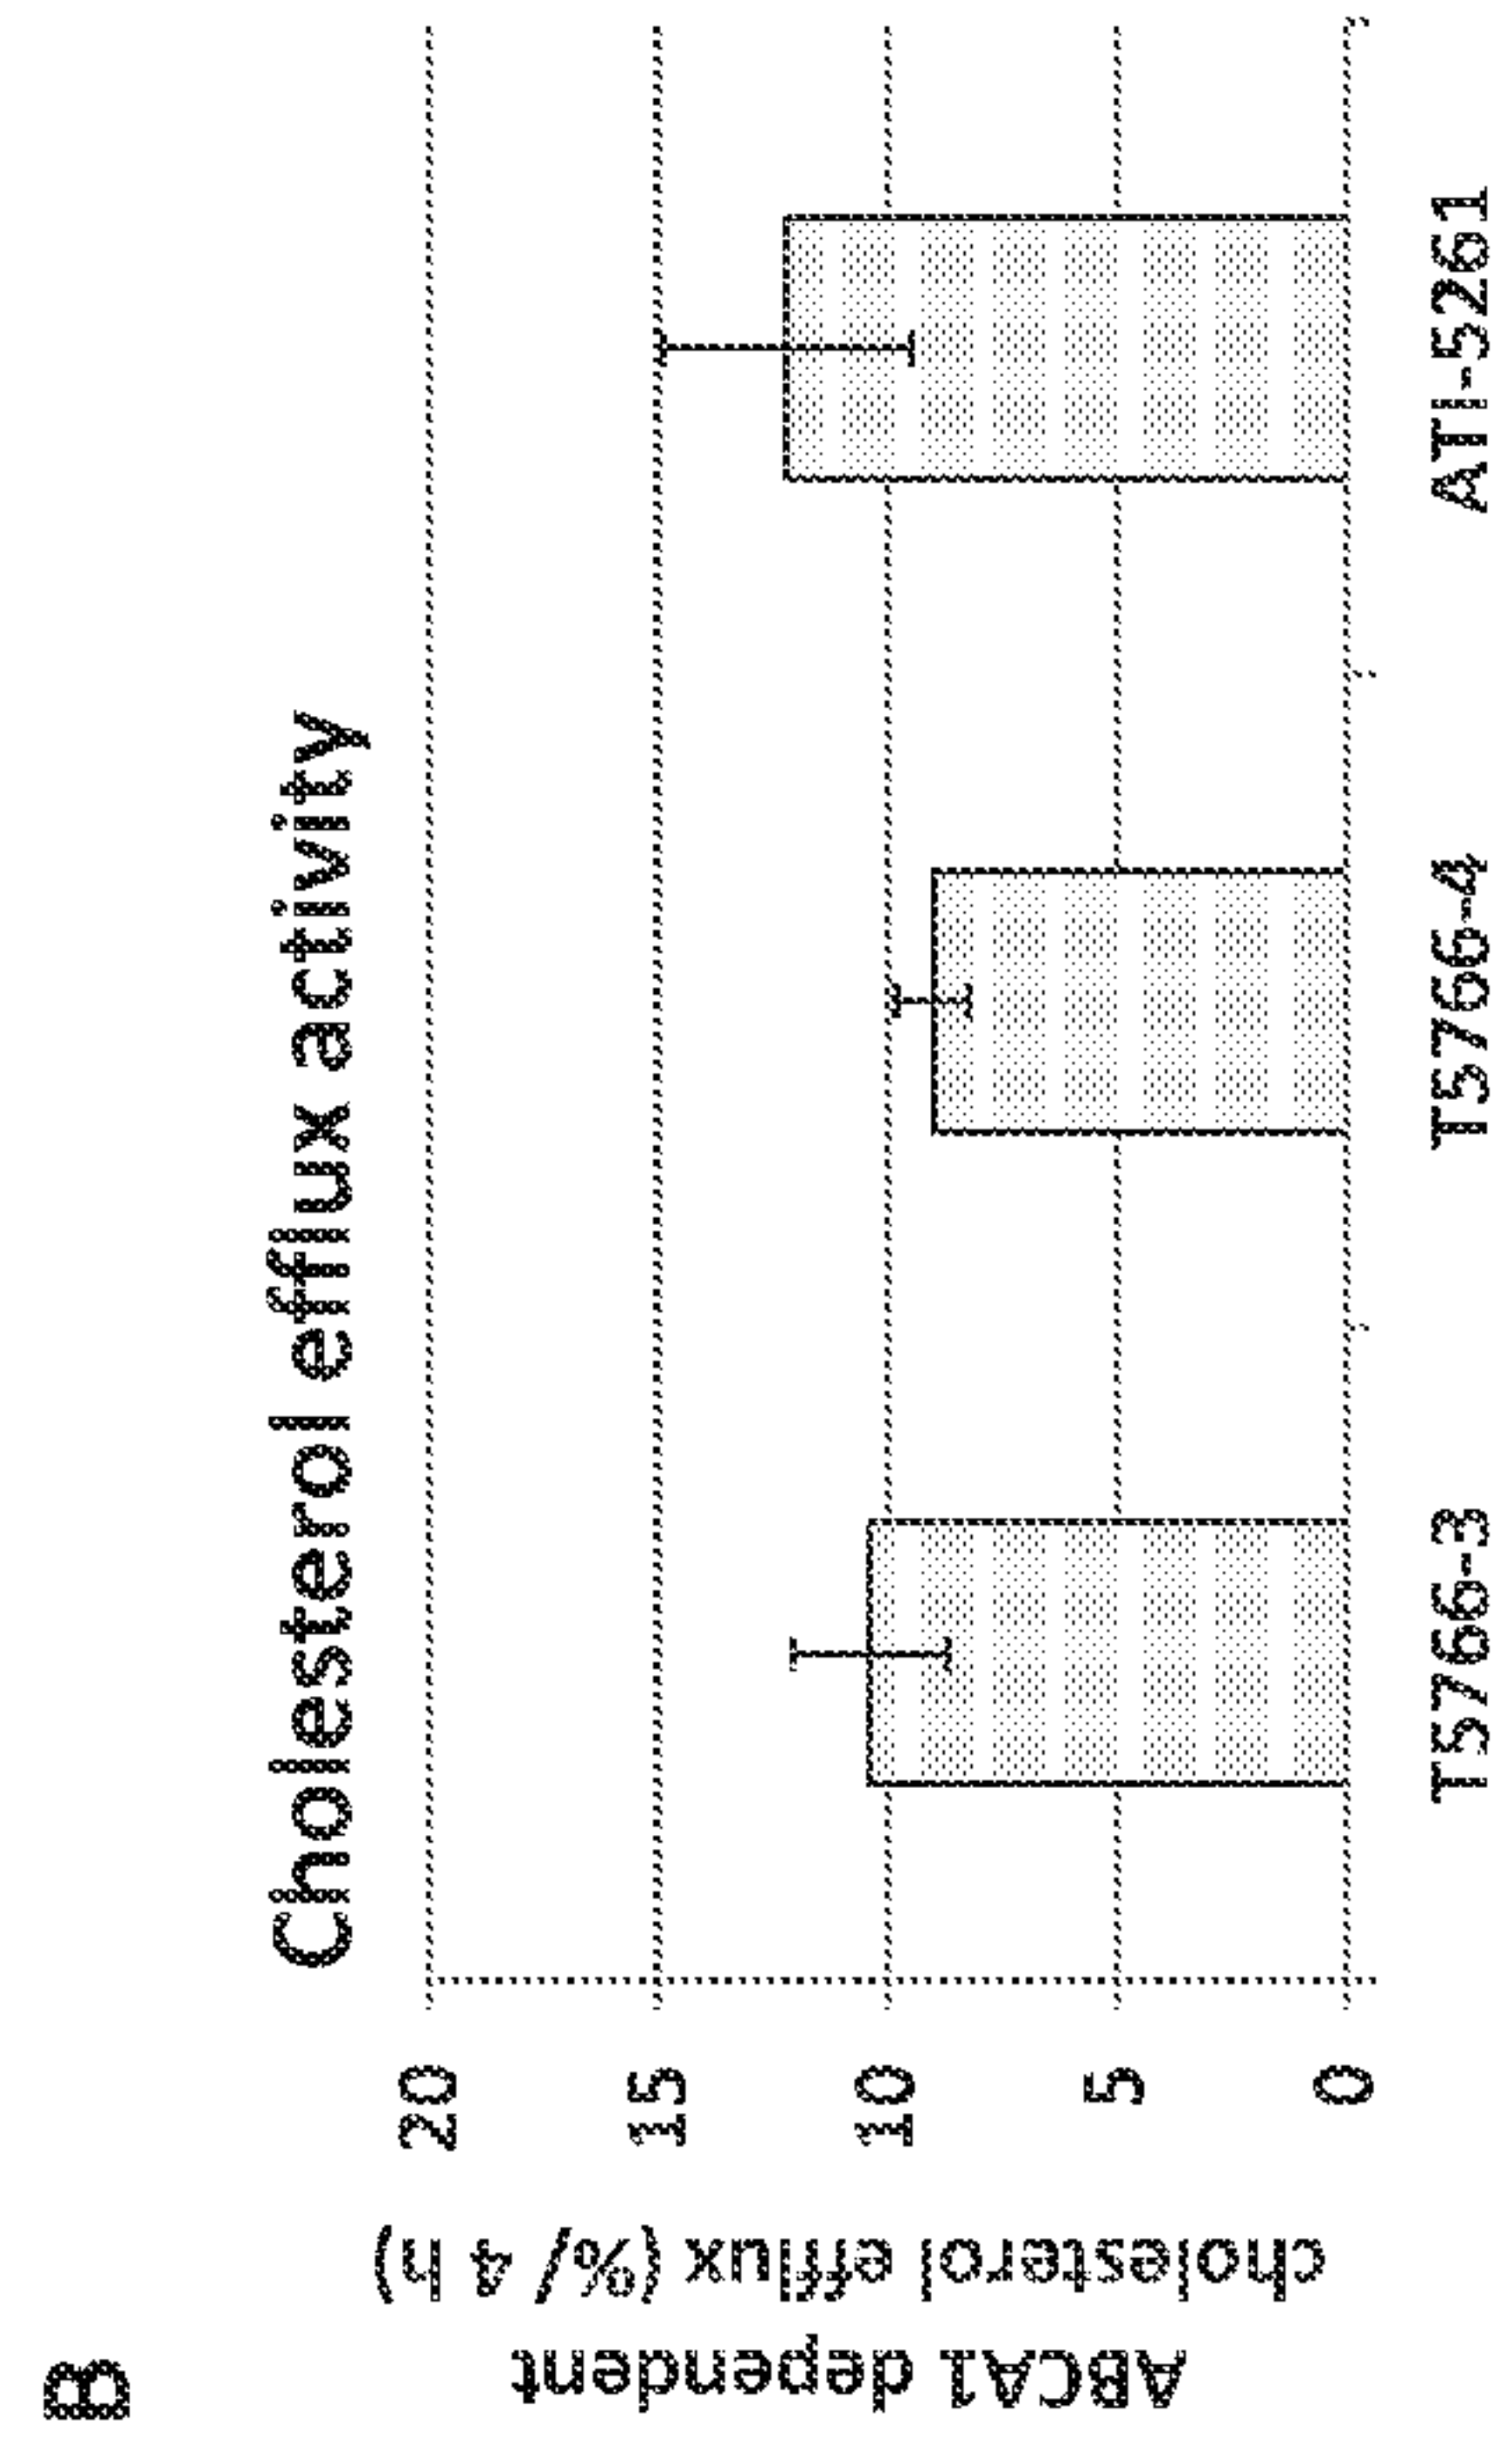 B
Cholesterol efflux activity
ABCA1 dependent
cholesterol efflux (%/ 4 h)
20
15
10
5
0
T5766-3
T5766-4
ATI-5261